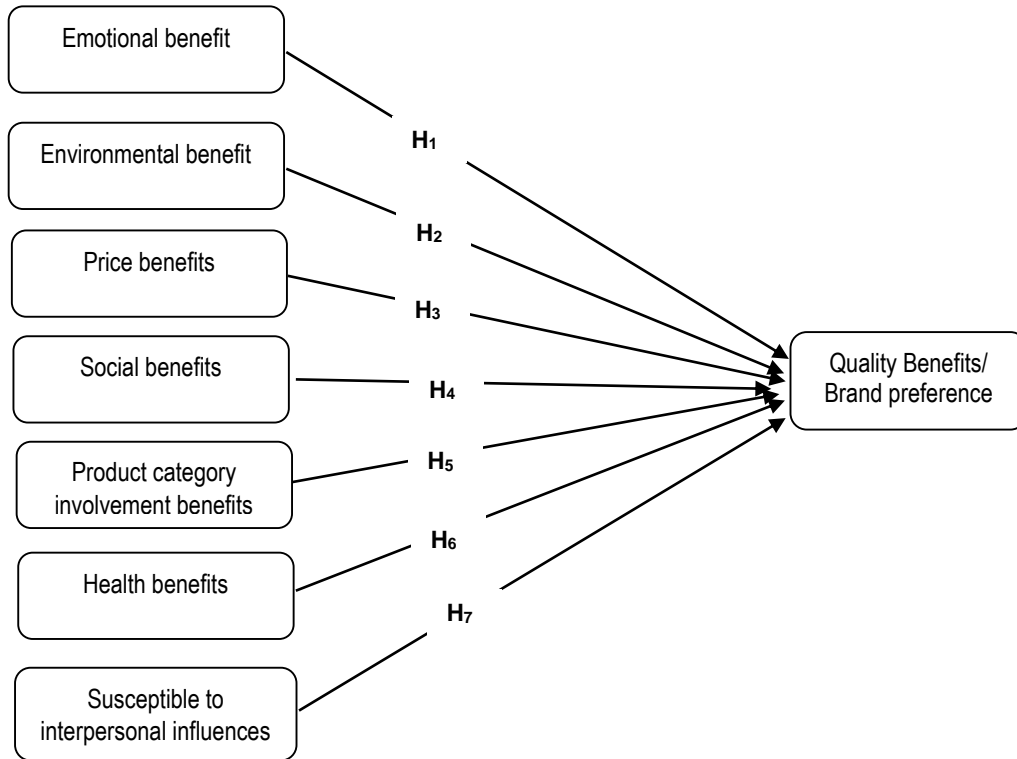 Emotional benefit
H₁
Environmental benefit
H₂
Price benefits
H₃
Social benefits
H₄
Product category
involvement benefits
H₅
Health benefits
H₆
Susceptible to
interpersonal influences
H₇
Quality Benefits/
Brand preference